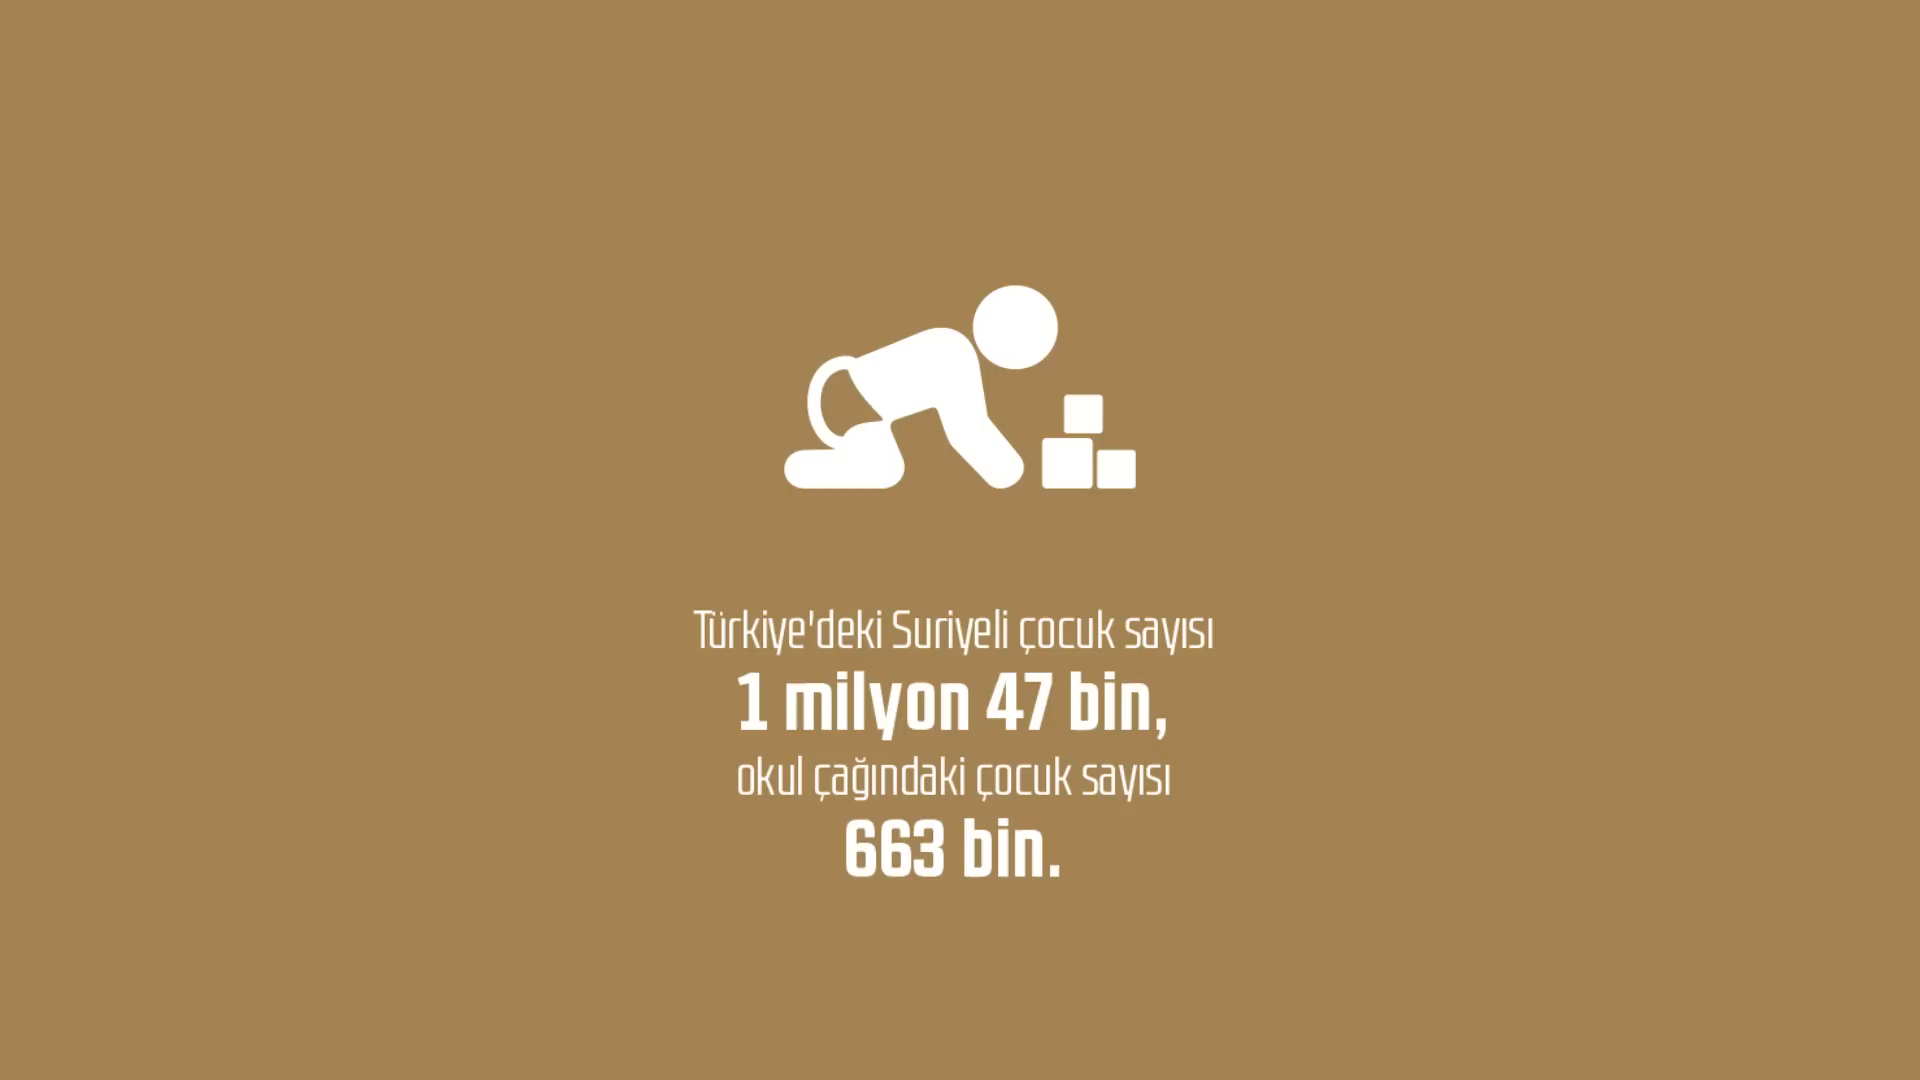 Türkiye'deki Suriyeli çocuk sayısı
1 milyon 47 bin,
okul çağındaki çocuk sayısı
663 bin.